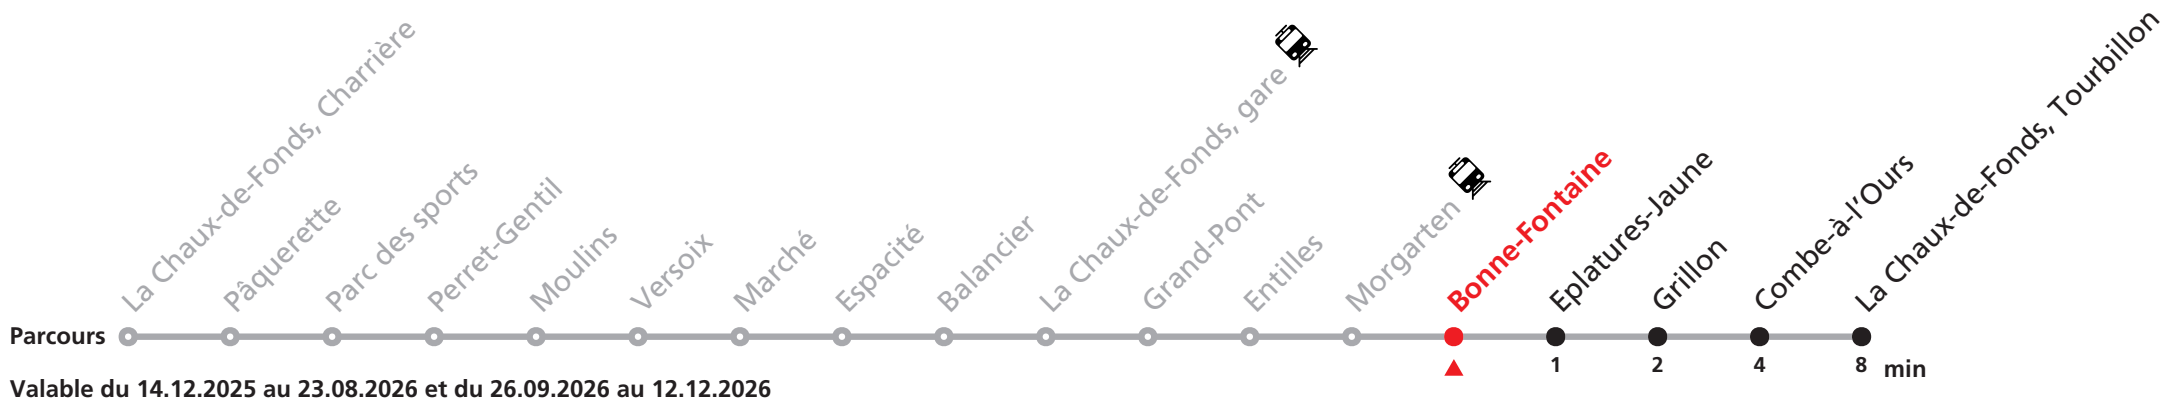 La Chaux-de-Fonds, Charrière
Pâquerette
Parc des sports
Perret-Gentil
Moulins
Versoix
Marché
Espacité
Balancier
La Chaux-de-Fonds, gare
Grand-Pont
Entilles
Morgarten
Bonne-Fontaine
Eplatures-Jaune
Grillon
Combe-à-l'Ours
La Chaux-de-Fonds, Tourbillon
Parcours
1 2 4 8 min
Valable du 14.12.2025 au 23.08.2026 et du 26.09.2026 au 12.12.2026